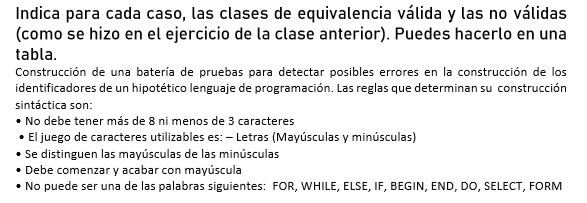 Indica para cada caso, las clases de equivalencia válida y las no válidas
(como se hizo en el ejercicio de la clase anterior). Puedes hacerlo en una
tabla.
Construcción de una batería de pruebas para detectar posibles errores en la construcción de los
identificadores de un hipotético lenguaje de programación. Las reglas que determinan su construcción
sintáctica son:
• No debe tener más de 8 ni menos de 3 caracteres
• El juego de caracteres utilizables es: – Letras (Mayúsculas y minúsculas)
• Se distinguen las mayúsculas de las minúsculas
• Debe comenzar y acabar con mayúscula
• No puede ser una de las palabras siguientes: FOR, WHILE, ELSE, IF, BEGIN, END, DO, SELECT, FORM